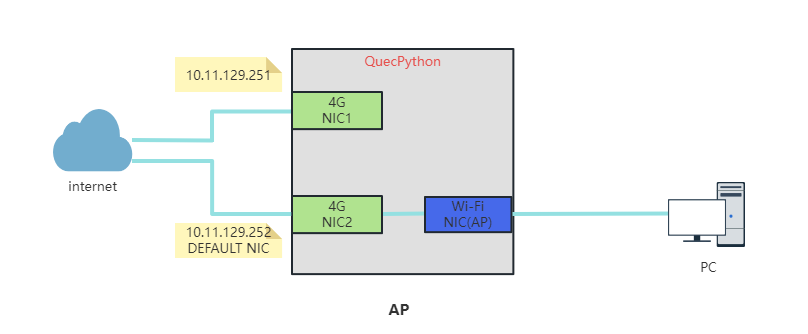 QuecPython
10.11.129.251
4G
NIC1
internet
4G
NIC2
Wi-Fi
NIC(AP)
10.11.129.252
DEFAULT NIC
PC
AP